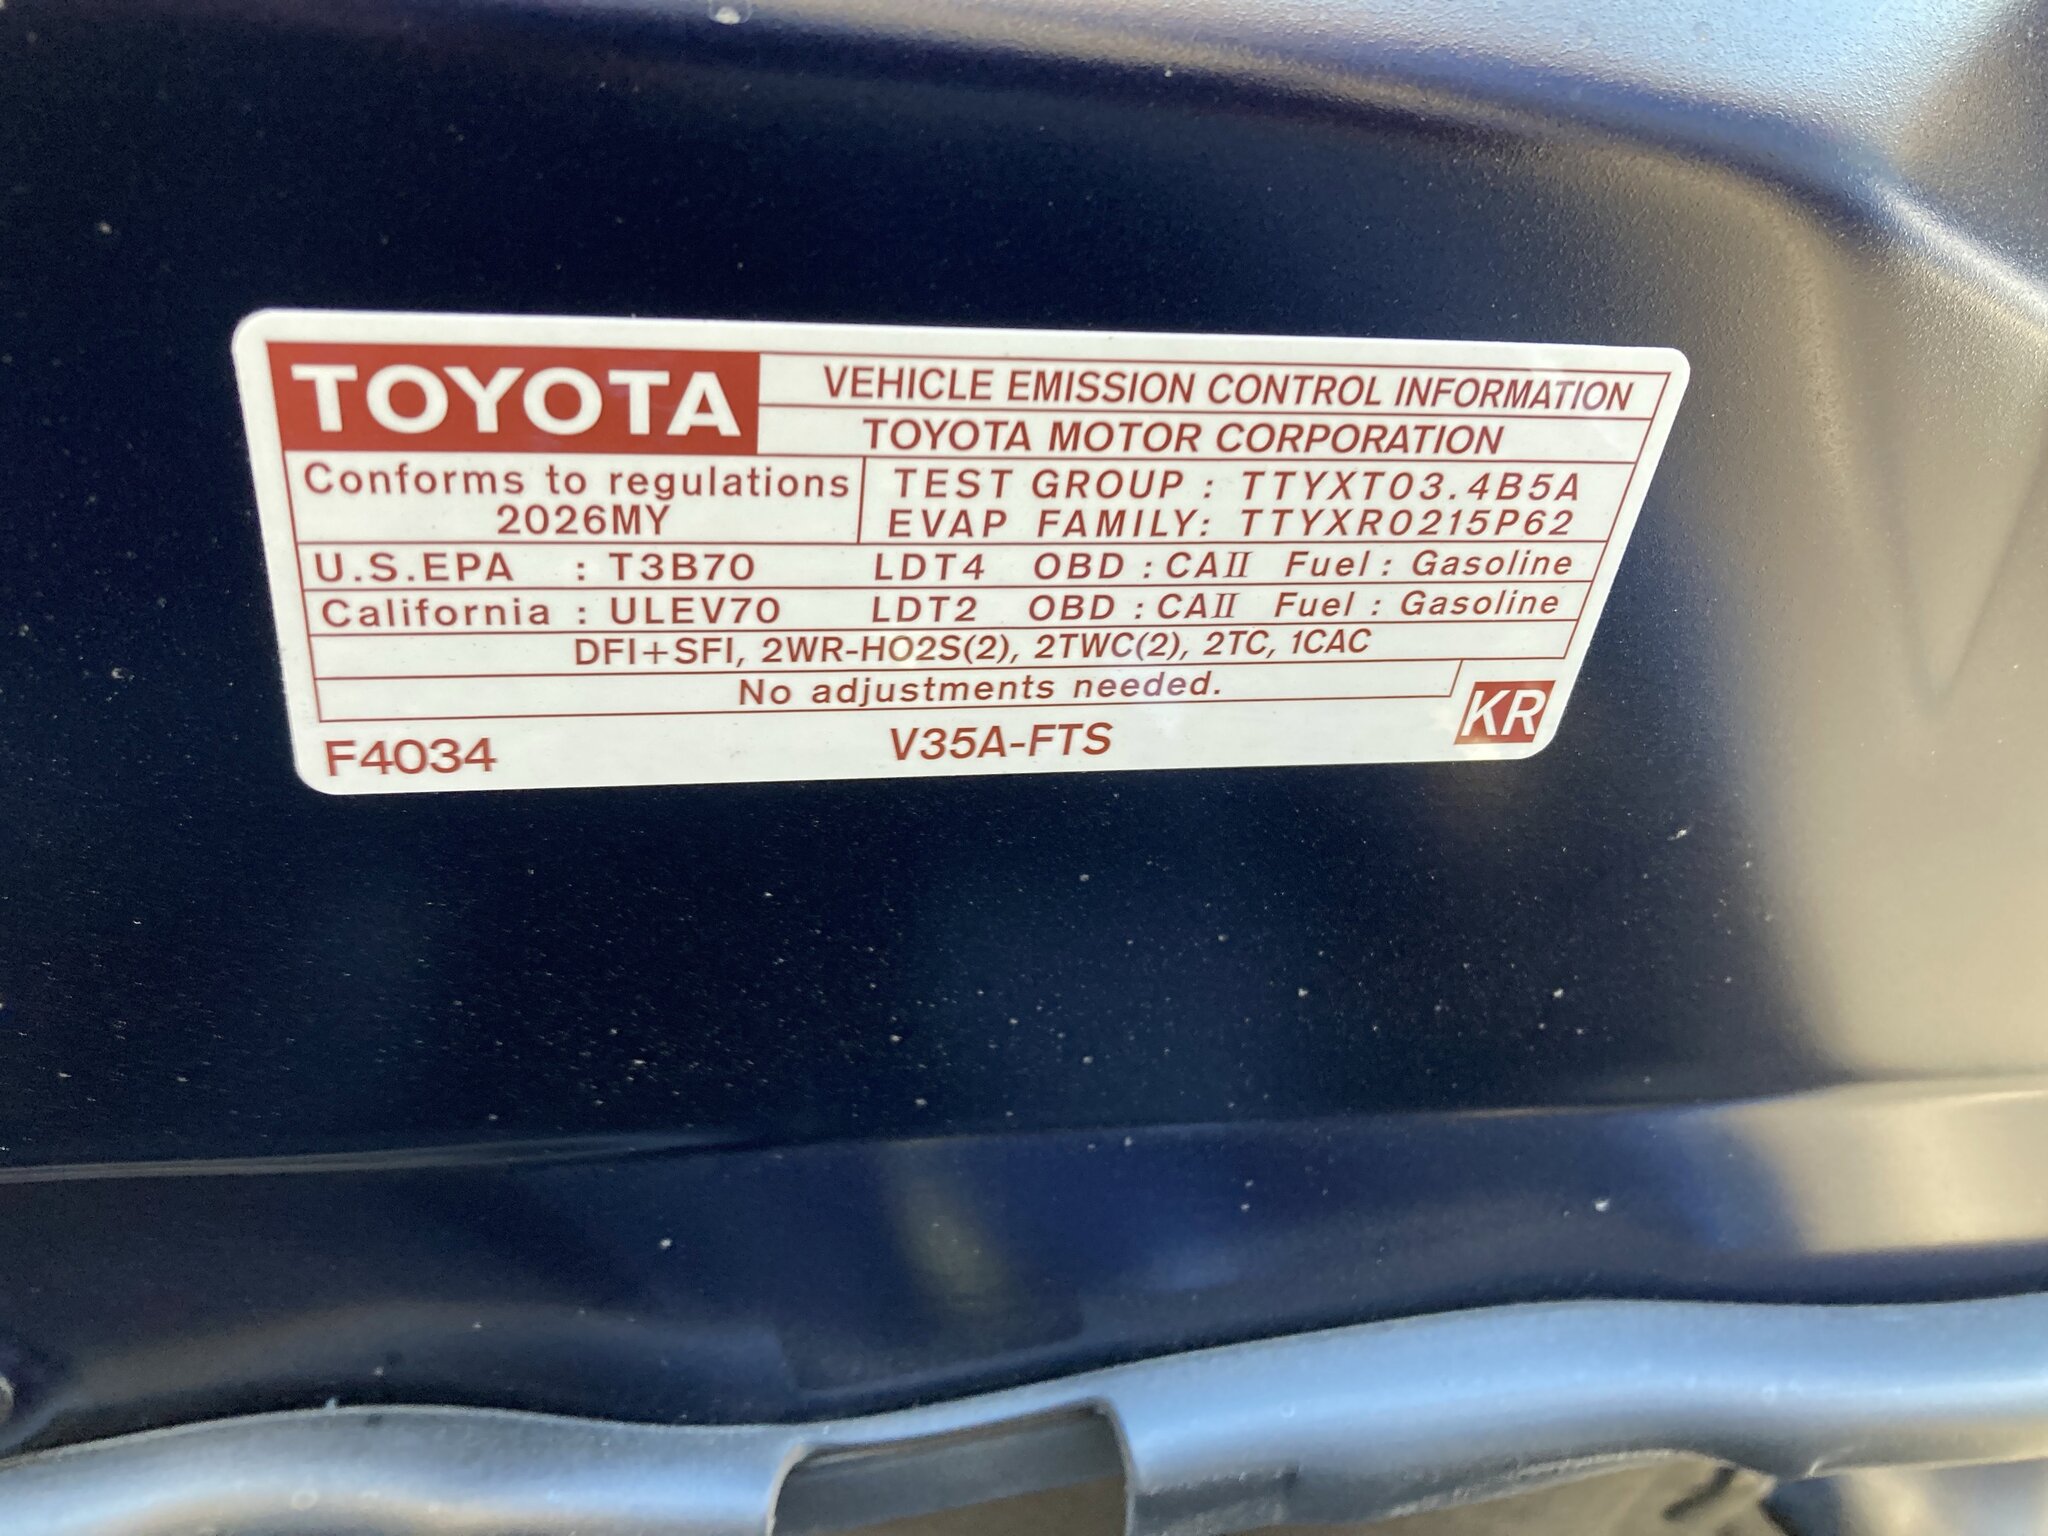 TOYOTA
VEHICLE EMISSION CONTROL INFORMATION
TOYOTA MOTOR CORPORATION
Conforms to regulations
2026MY
TEST GROUP : TTYXT03.4B5A
EVAP FAMILY: TTYXR0215P62
U.S.EPA : T3B70 LDT4 OBD : CAⅡ Fuel : Gasoline
California : ULEV70 LDT2 OBD : CAⅡ Fuel : Gasoline
DFI+SFI, 2WR-HO2S(2), 2TWC(2), 2TC, 1CAC
No adjustments needed.
F4034 V35A-FTS KR